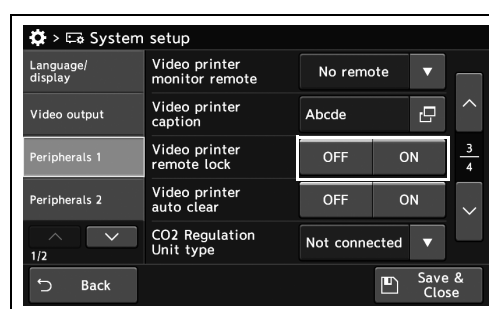 > System setup
Language/
display
Video output
Peripherals 1
Peripherals 2
1/2
Video printer
monitor remote
No remote
Video printer
caption
Abcde
Video printer
remote lock
OFF ON
Video printer
auto clear
OFF ON
CO2 Regulation
Unit type
Not connected
3
4
Back
Save &
Close